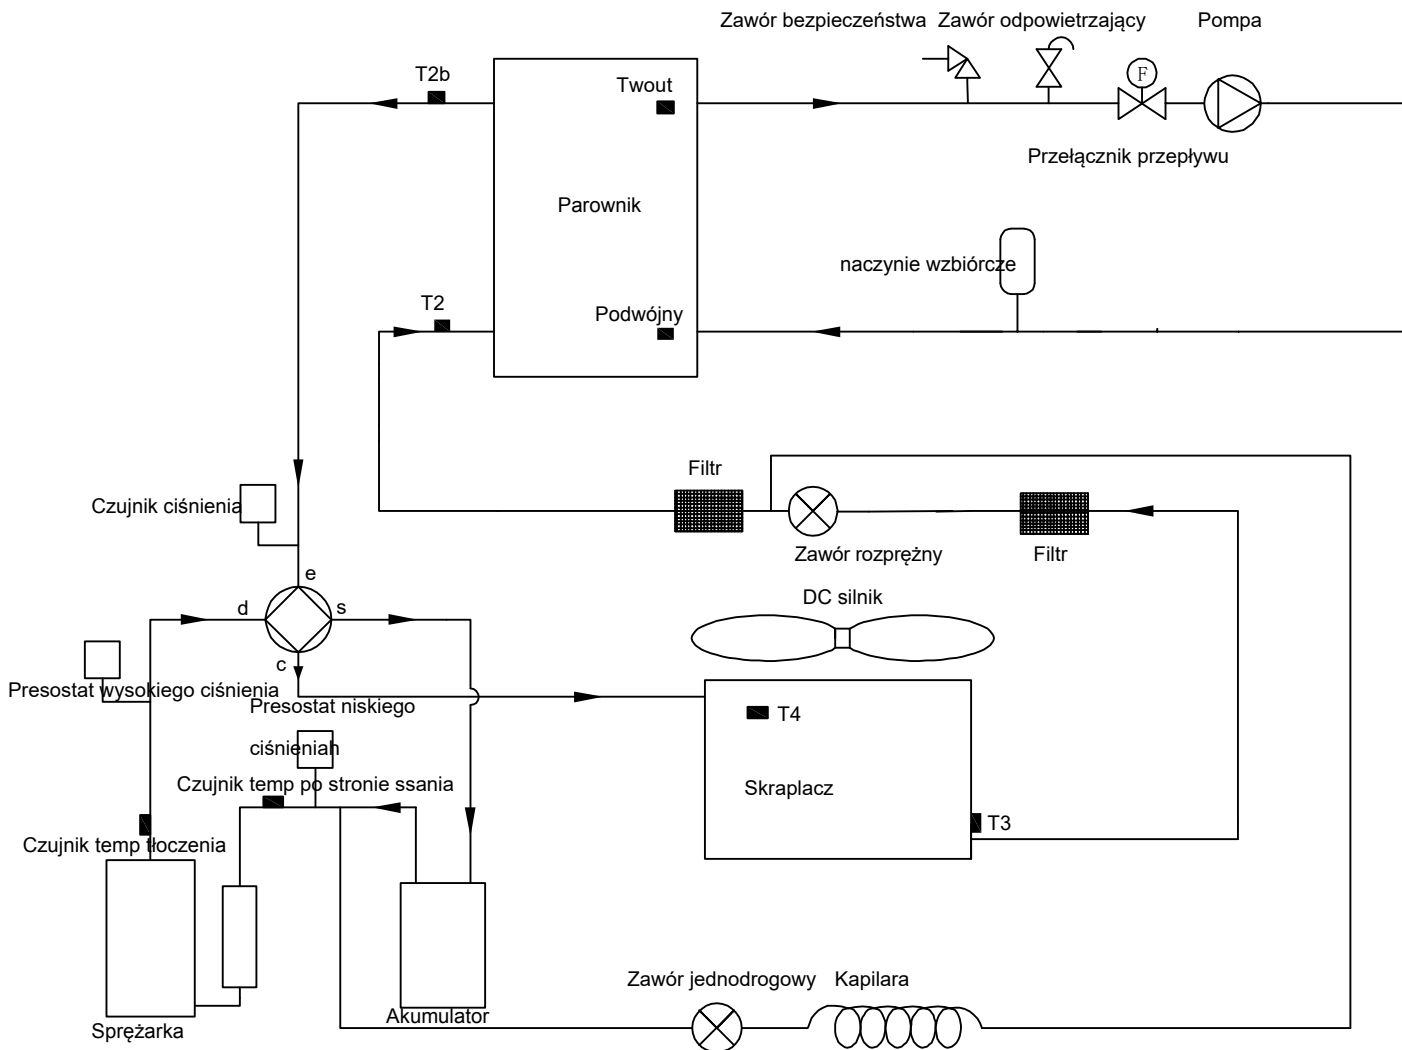 Zawór bezpieczeństwa Zawór odpowietrzający Pompa
T2b
Twout
F
Przełącznik przepływu
Parownik
naczynie wzbiórcze
T2
Podwójny
Filtr
Czujnik ciśnienia
Zawór rozprężny
Filtr
e
DC silnik
d
s
c
Presostat wysokiego ciśnienia
Presostat niskiego
ciśnieniah
T4
Czujnik temp po stronie ssania
Skraplacz
T3
Czujnik temp tłoczenia
Zawór jednodrogowy
Kapilara
Akumulator
Sprężarka